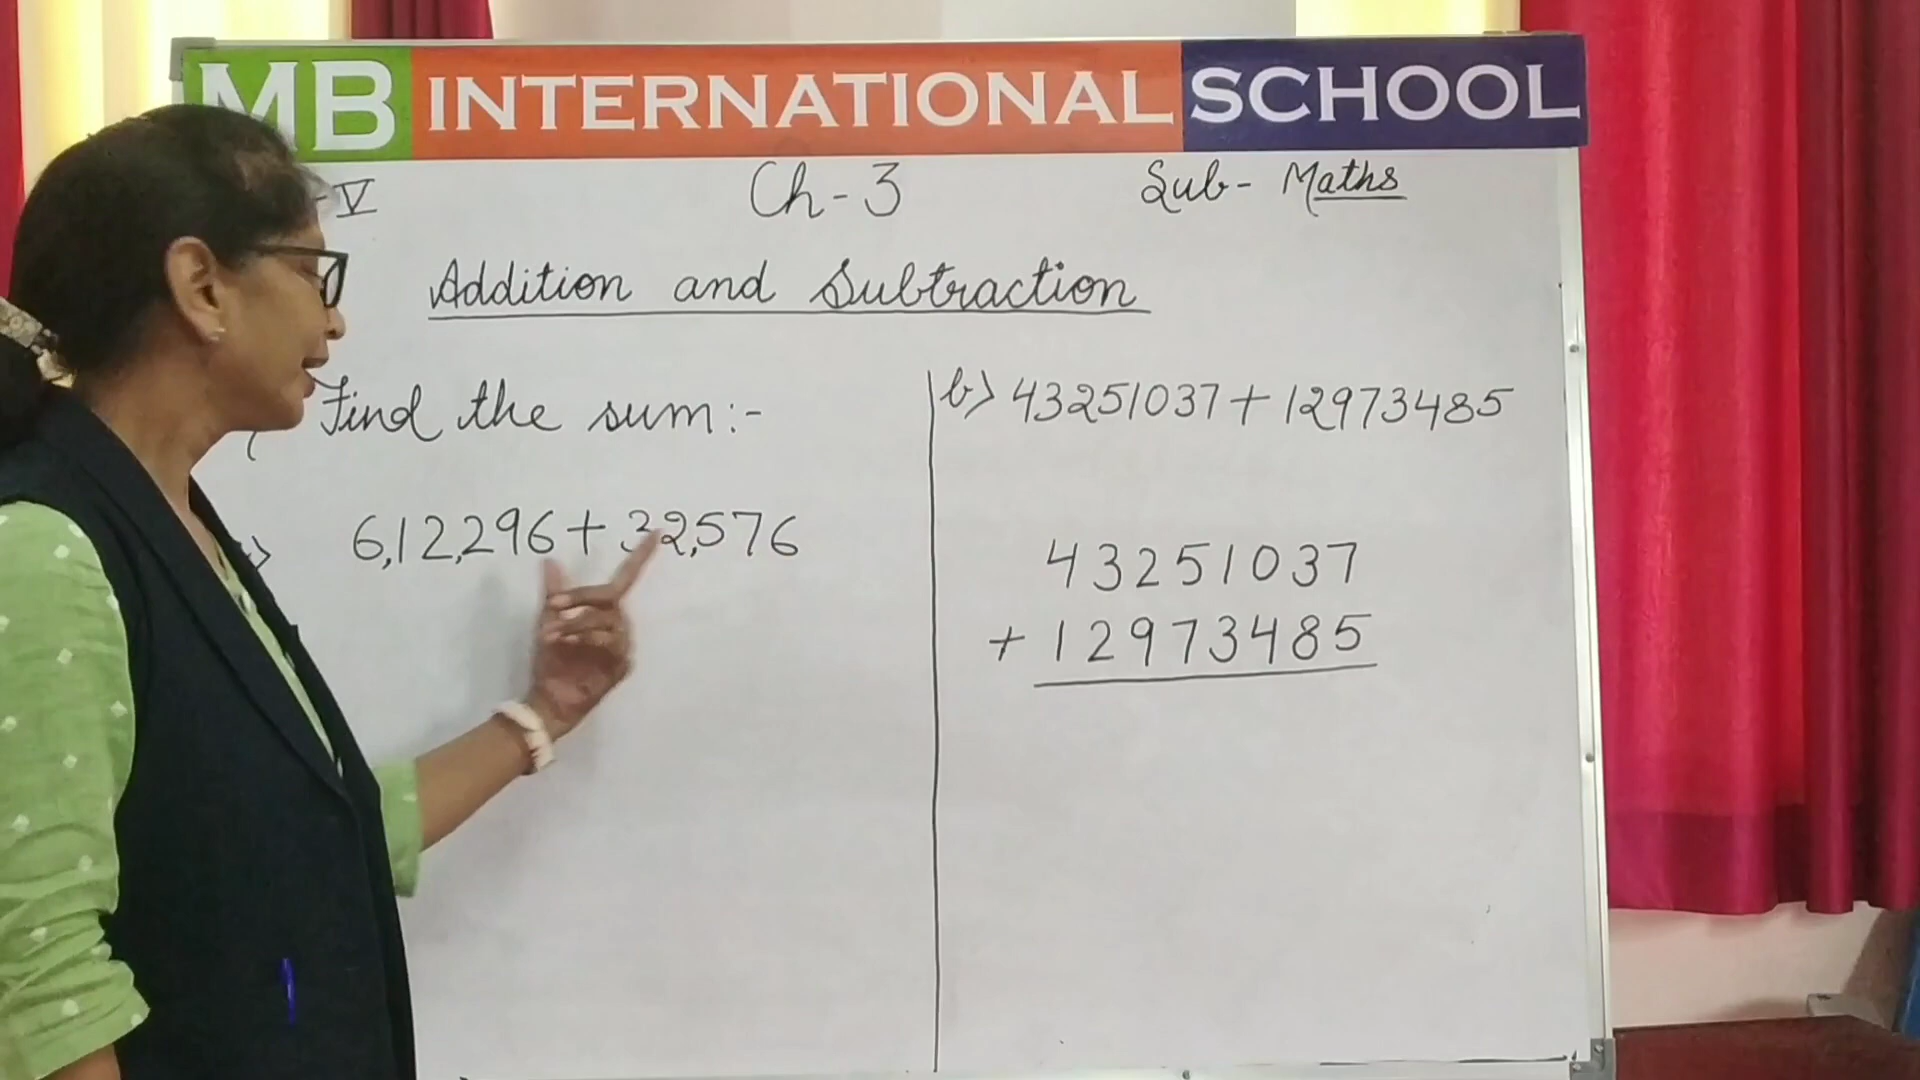 MB INTERNATIONAL SCHOOL
-V
Ch-3
Sub- Maths
Addition and Subtraction
Find the sum:-
6,12,296+32,576
b) 43251037+12973485
43251037
+ 12973485